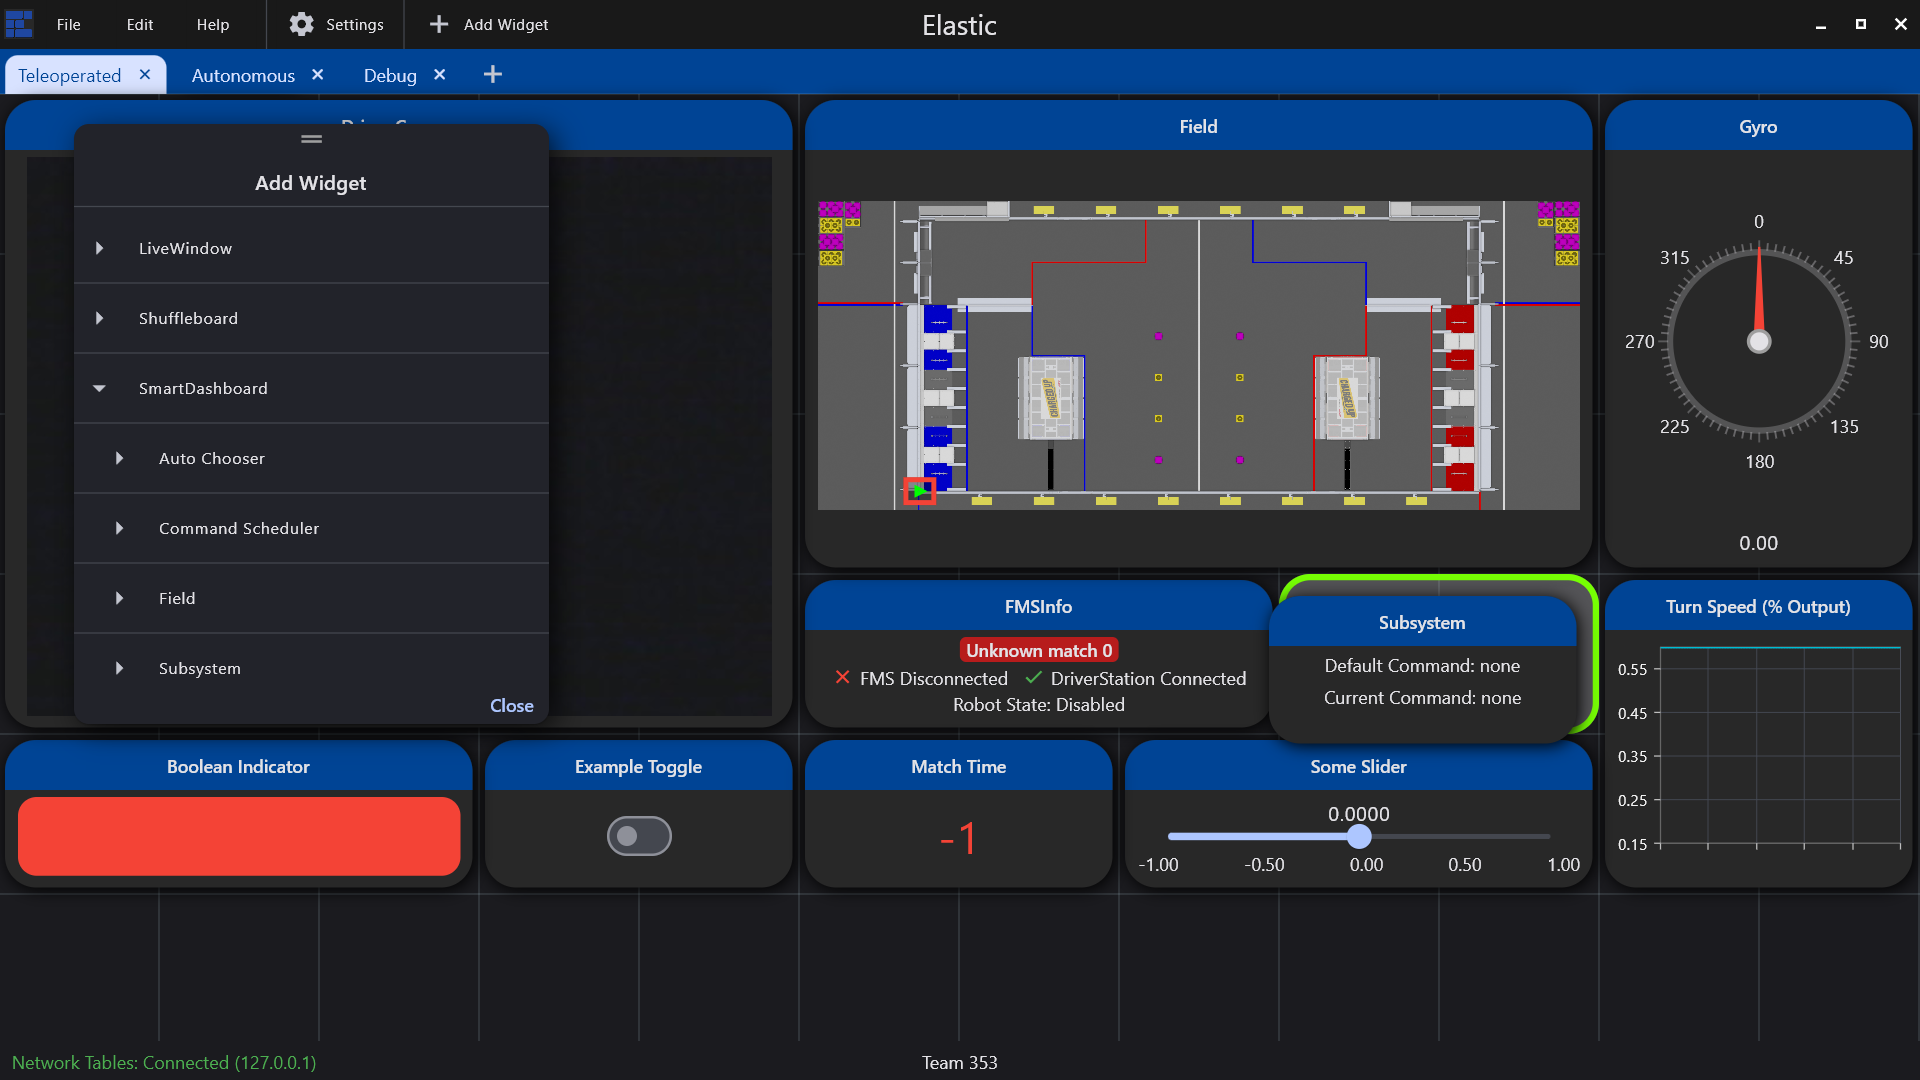 File Edit Help Settings Add Widget Elastic
Teleoperated Autonomous Debug
Add Widget
LiveWindow
Shuffleboard
SmartDashboard
Auto Chooser
Command Scheduler
Field
Subsystem
Close
Field
CHARGED UP
CHARGED UP
Gyro
0
45
90
135
180
225
270
315
0.00
FMSInfo
Unknown match 0
FMS Disconnected DriverStation Connected
Robot State: Disabled
Subsystem
Default Command: none
Current Command: none
Turn Speed (% Output)
0.55
0.45
0.35
0.25
0.15
Boolean Indicator
Example Toggle
Match Time
-1
Some Slider
0.0000
-1.00 -0.50 0.00 0.50 1.00
Network Tables: Connected (127.0.0.1)
Team 353